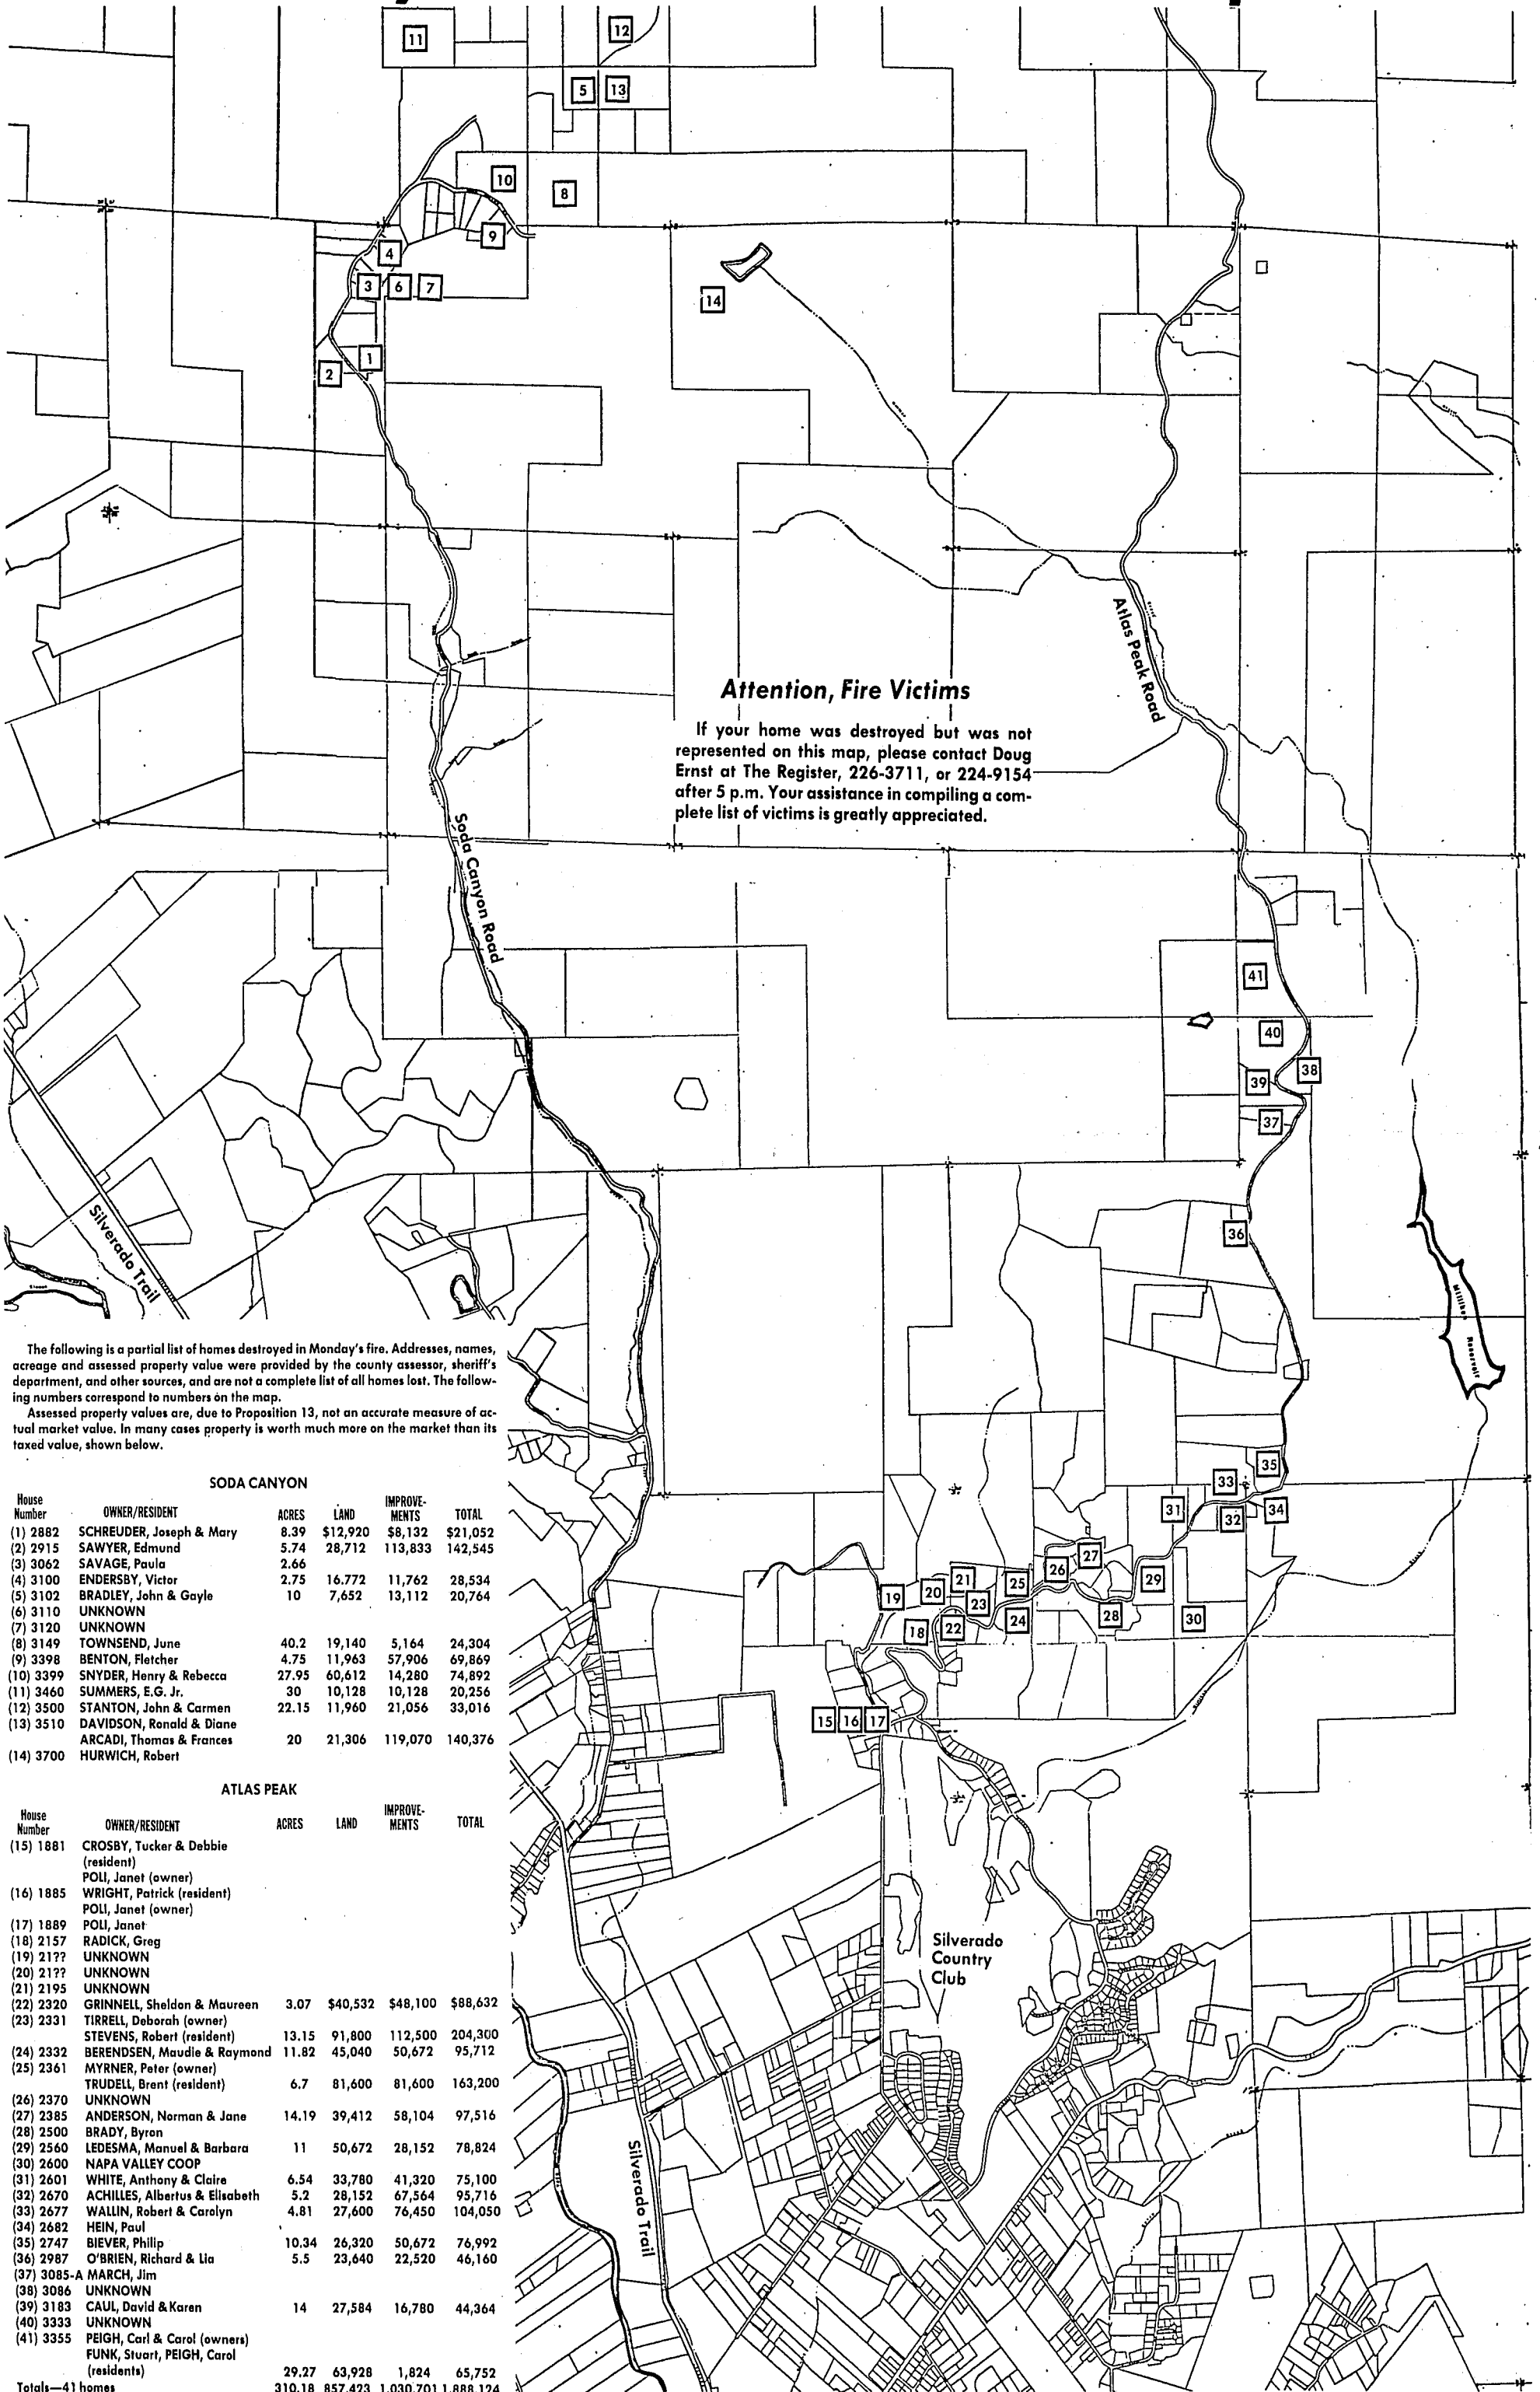 11
12
5
13
10
8
9
4
3
6
7
14
1
2
Atlas Peak Road
Attention, Fire Victims
If your home was destroyed but was not
represented on this map, please contact Doug
Ernst at The Register, 226-3711, or 224-9154
after 5 p.m. Your assistance in compiling a com-
plete list of victims is greatly appreciated.
Soda Canyon Road
41
40
38
39
37
Silverado Trail
36
Milliken Reservoir
The following is a partial list of homes destroyed in Monday's fire. Addresses, names,
acreage and assessed property value were provided by the county assessor, sheriff's
department, and other sources, and are not a complete list of all homes lost. The follow-
ing numbers correspond to numbers on the map.
Assessed property values are, due to Proposition 13, not an accurate measure of ac-
tual market value. In many cases property is worth much more on the market than its
taxed value, shown below.
35
33
31
32
34
27
26
25
29
21
20
19
23
24
28
30
22
18
15
16
17
SODA CANYON
House Number OWNER/RESIDENT ACRES LAND IMPROVE-MENTS TOTAL
(1) 2882 SCHREUDER, Joseph & Mary 8.39 $12,920 $8,132 $21,052
(2) 2915 SAWYER, Edmund 5.74 28,712 113,833 142,545
(3) 3062 SAVAGE, Paula 2.66
(4) 3100 ENDERSBY, Victor 2.75 16.772 11,762 28,534
(5) 3102 BRADLEY, John & Gayle 10 7,652 13,112 20,764
(6) 3110 UNKNOWN
(7) 3120 UNKNOWN
(8) 3149 TOWNSEND, June 40.2 19,140 5,164 24,304
(9) 3398 BENTON, Fletcher 4.75 11,963 57,906 69,869
(10) 3399 SNYDER, Henry & Rebecca 27.95 60,612 14,280 74,892
(11) 3460 SUMMERS, E.G. Jr. 30 10,128 10,128 20,256
(12) 3500 STANTON, John & Carmen 22.15 11,960 21,056 33,016
(13) 3510 DAVIDSON, Ronald & Diane
ARCADI, Thomas & Frances 20 21,306 119,070 140,376
(14) 3700 HURWICH, Robert
ATLAS PEAK
House Number OWNER/RESIDENT ACRES LAND IMPROVE-MENTS TOTAL
(15) 1881 CROSBY, Tucker & Debbie
(resident)
POLI, Janet (owner)
(16) 1885 WRIGHT, Patrick (resident)
POLI, Janet (owner)
(17) 1889 POLI, Janet
(18) 2157 RADICK, Greg
(19) 21?? UNKNOWN
(20) 21?? UNKNOWN
(21) 2195 UNKNOWN
(22) 2320 GRINNELL, Sheldon & Maureen 3.07 $40,532 $48,100 $88,632
(23) 2331 TIRRELL, Deborah (owner)
STEVENS, Robert (resident) 13.15 91,800 112,500 204,300
(24) 2332 BERENDSEN, Maudie & Raymond 11.82 45,040 50,672 95,712
(25) 2361 MYRNER, Peter (owner)
TRUDELL, Brent (resident) 6.7 81,600 81,600 163,200
(26) 2370 UNKNOWN
(27) 2385 ANDERSON, Norman & Jane 14.19 39,412 58,104 97,516
(28) 2500 BRADY, Byron
(29) 2560 LEDESMA, Manuel & Barbara 11 50,672 28,152 78,824
(30) 2600 NAPA VALLEY COOP
(31) 2601 WHITE, Anthony & Claire 6.54 33,780 41,320 75,100
(32) 2670 ACHILLES, Albertus & Elisabeth 5.2 28,152 67,564 95,716
(33) 2677 WALLIN, Robert & Carolyn 4.81 27,600 76,450 104,050
(34) 2682 HEIN, Paul
(35) 2747 BIEVER, Philip 10.34 26,320 50,672 76,992
(36) 2987 O'BRIEN, Richard & Lia 5.5 23,640 22,520 46,160
(37) 3085-A MARCH, Jim
(38) 3086 UNKNOWN
(39) 3183 CAUL, David & Karen 14 27,584 16,780 44,364
(40) 3333 UNKNOWN
(41) 3355 PEIGH, Carl & Carol (owners)
FUNK, Stuart, PEIGH, Carol
(residents) 29.27 63,928 1,824 65,752
Totals—41 homes 310.18 857,423 1,030,701 1,888,124
Silverado
Country
Club
Silverado Trail